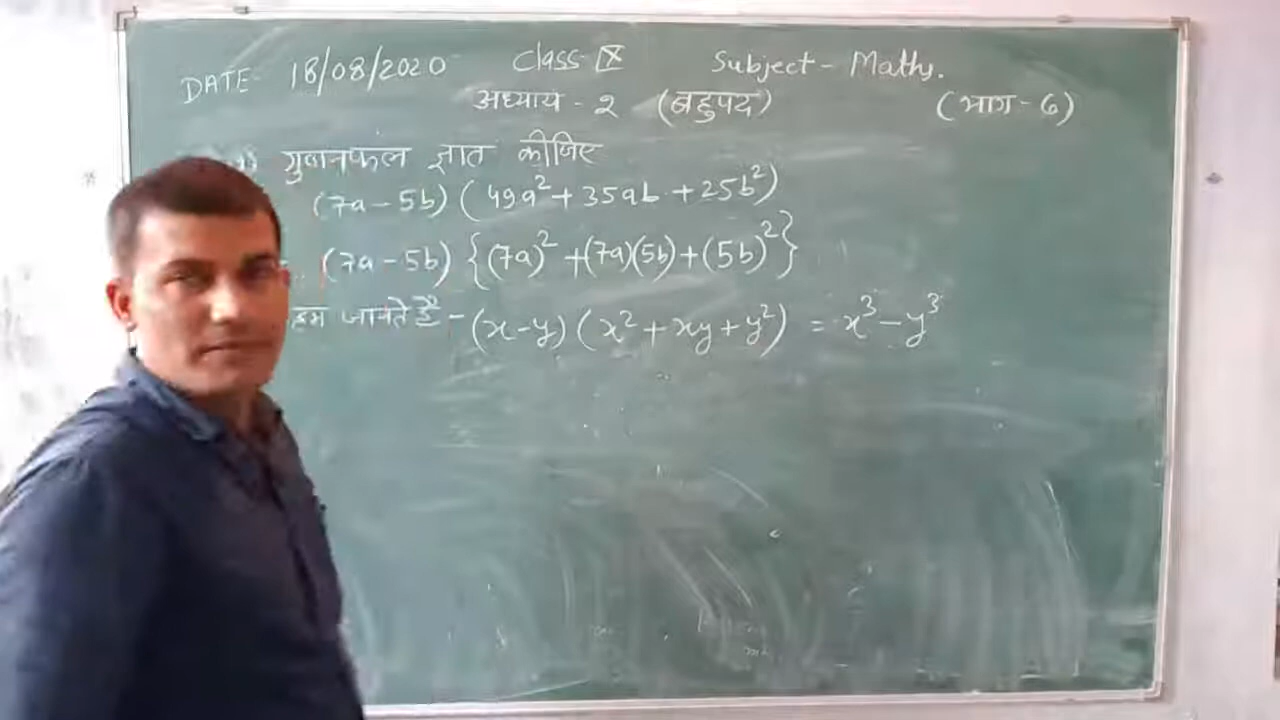 DATE- 18/08/2020 Class-IX Subject- Maths.
अध्याय - २ (बहुपद) (भाग - 6)
गुणनफल ज्ञात कीजिए
(7a-5b) (49a²+35ab+25b²)
(7a-5b) {(7a)²+(7a)(5b)+(5b)²}
हम जानते हैं- (x-y) (x²+xy+y²) = x³-y³